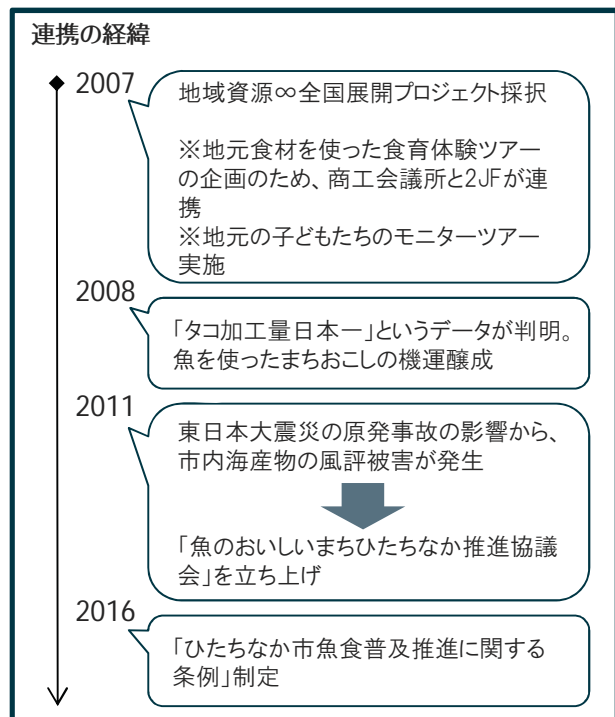 連携の経緯
2007
地域資源∞全国展開プロジェクト採択
※地元食材を使った食育体験ツアー
の企画のため、商工会議所と2JFが連
携
※地元の子どもたちのモニターツアー
実施
2008
「タコ加工量日本一」というデータが判明。
魚を使ったまちおこしの機運醸成
2011
東日本大震災の原発事故の影響から、
市内海産物の風評被害が発生
「魚のおいしいまちひたちなか推進協議
会」を立ち上げ
2016
「ひたちなか市魚食普及推進に関する
条例」制定